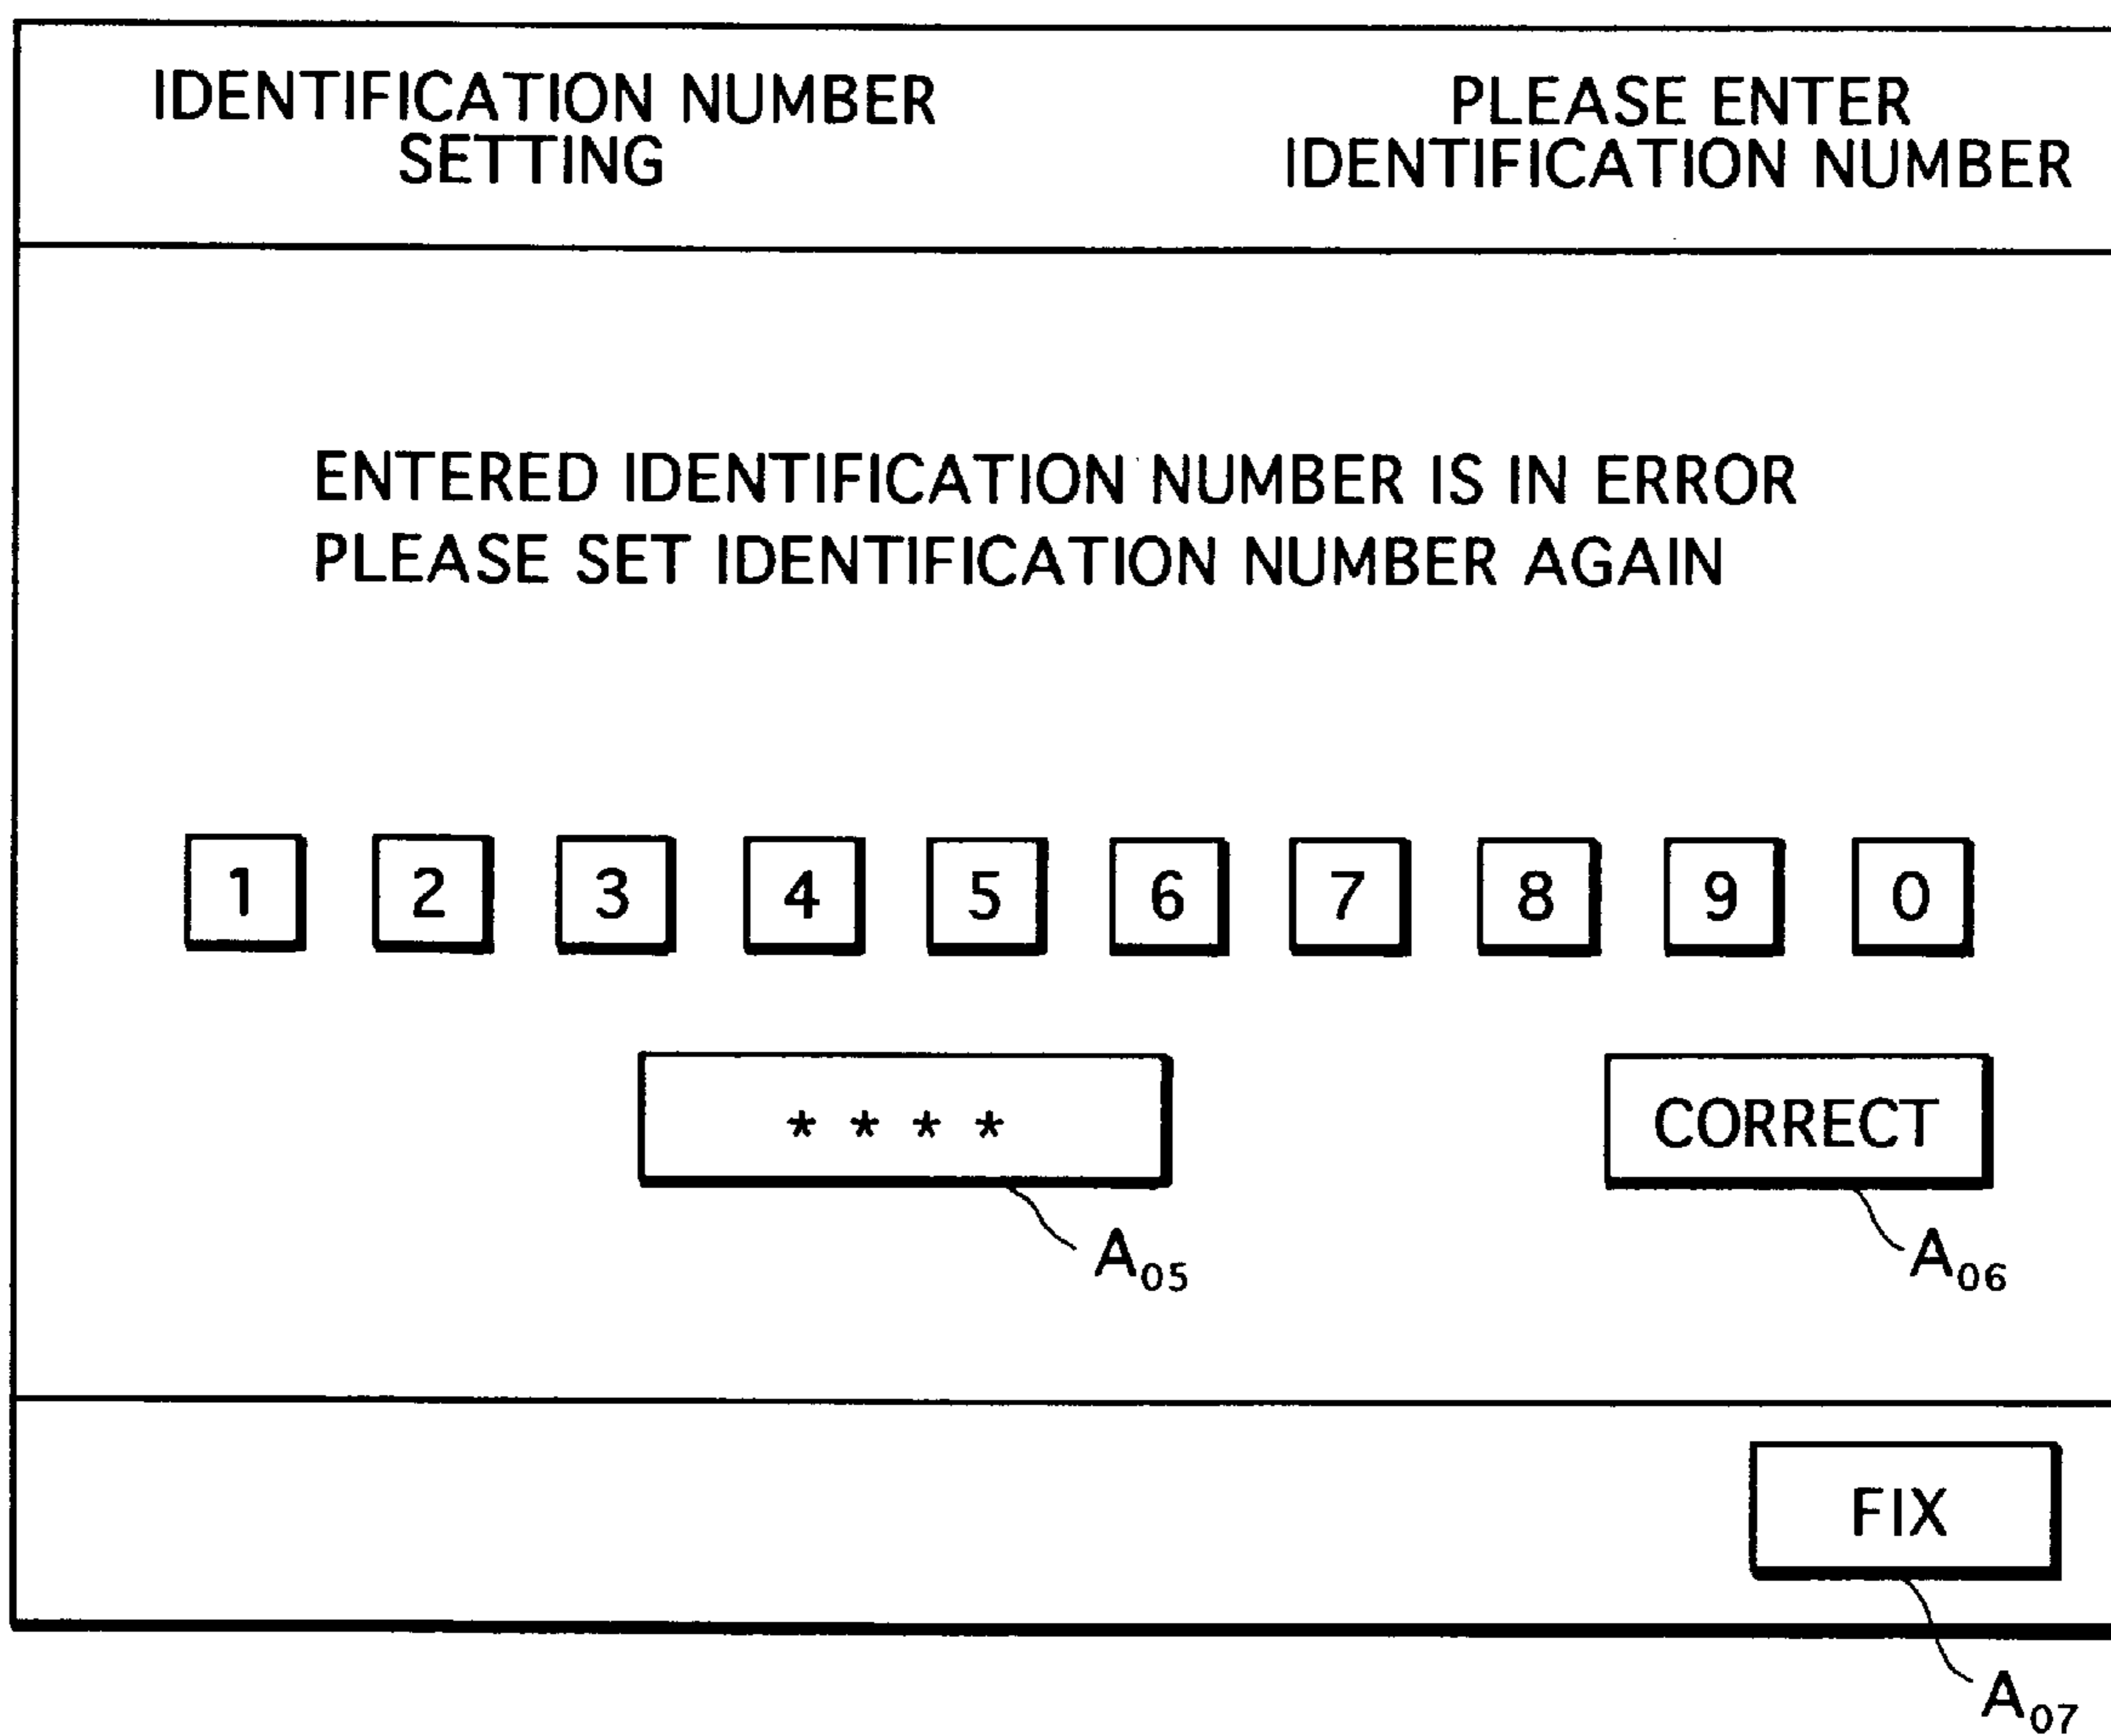 IDENTIFICATION NUMBER
SETTING
PLEASE ENTER
IDENTIFICATION NUMBER
ENTERED IDENTIFICATION NUMBER IS IN ERROR
PLEASE SET IDENTIFICATION NUMBER AGAIN
1 2 3 4 5 6 7 8 9 0
* * * * CORRECT
A05 A06
FIX
A07